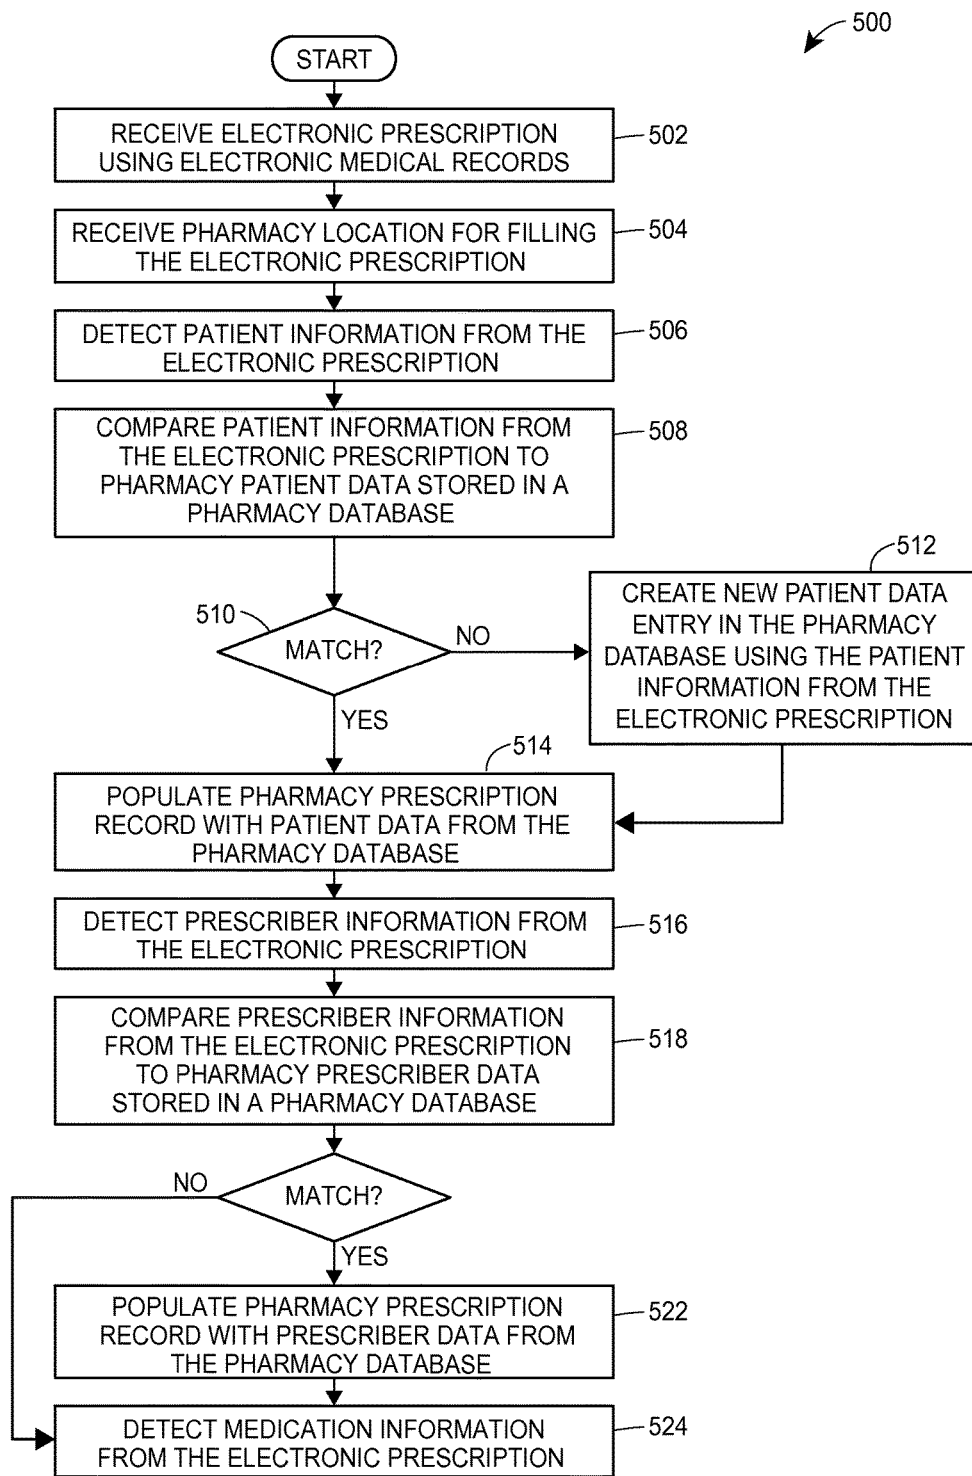 500
START
RECEIVE ELECTRONIC PRESCRIPTION
USING ELECTRONIC MEDICAL RECORDS
502
RECEIVE PHARMACY LOCATION FOR FILLING
THE ELECTRONIC PRESCRIPTION
504
DETECT PATIENT INFORMATION FROM THE
ELECTRONIC PRESCRIPTION
506
COMPARE PATIENT INFORMATION FROM
THE ELECTRONIC PRESCRIPTION TO
PHARMACY PATIENT DATA STORED IN A
PHARMACY DATABASE
508
510
MATCH?
NO
YES
512
CREATE NEW PATIENT DATA
ENTRY IN THE PHARMACY
DATABASE USING THE PATIENT
INFORMATION FROM THE
ELECTRONIC PRESCRIPTION
514
POPULATE PHARMACY PRESCRIPTION
RECORD WITH PATIENT DATA FROM THE
PHARMACY DATABASE
DETECT PRESCRIBER INFORMATION FROM
THE ELECTRONIC PRESCRIPTION
516
COMPARE PRESCRIBER INFORMATION
FROM THE ELECTRONIC PRESCRIPTION
TO PHARMACY PRESCRIBER DATA
STORED IN A PHARMACY DATABASE
518
NO
MATCH?
YES
POPULATE PHARMACY PRESCRIPTION
RECORD WITH PRESCRIBER DATA FROM
THE PHARMACY DATABASE
522
DETECT MEDICATION INFORMATION
FROM THE ELECTRONIC PRESCRIPTION
524